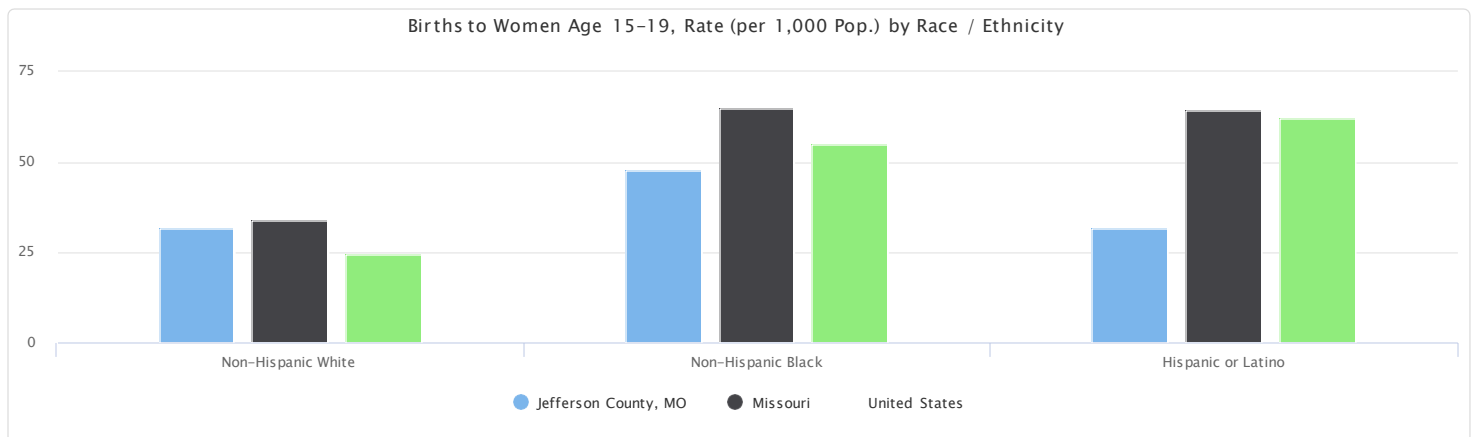 Births to Women Age 15-19, Rate (per 1,000 Pop.) by Race / Ethnicity
75
50
25
0
Non-Hispanic White Non-Hispanic Black Hispanic or Latino
Jefferson County, MO Missouri United States